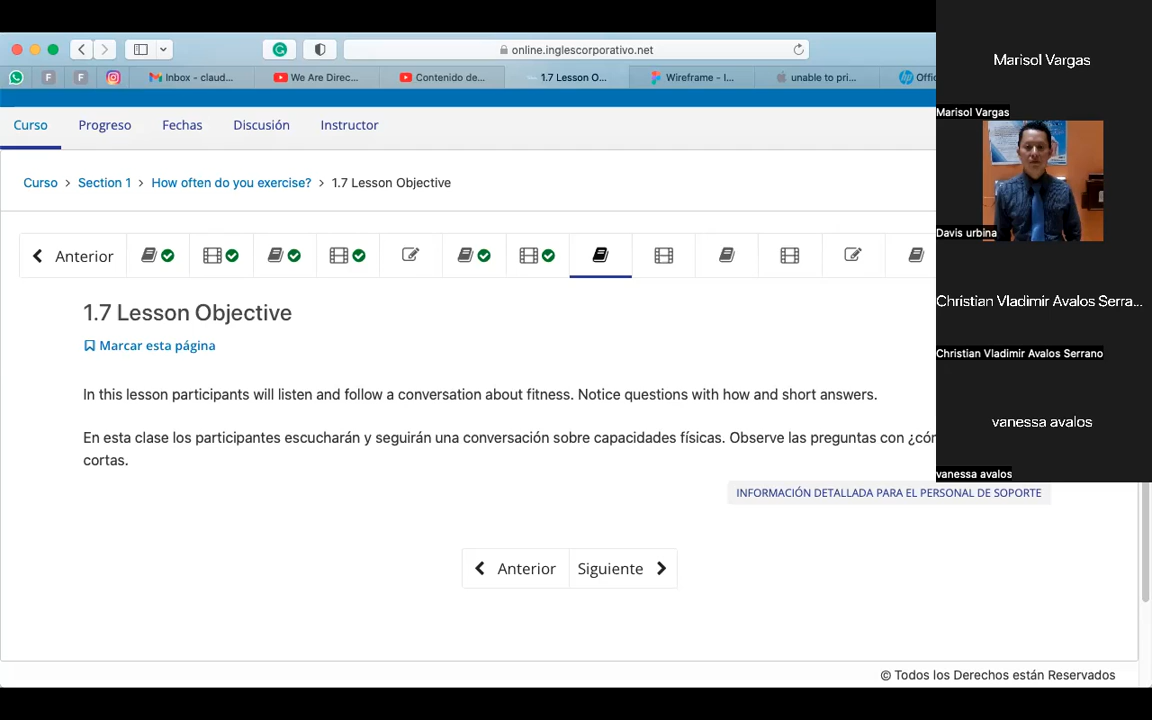 online.inglescorporativo.net
Inbox - claud...
We Are Direc...
Contenido de...
1.7 Lesson O...
Wireframe - I...
unable to pri...
Offic
Curso
Progreso
Fechas
Discusión
Instructor
Curso > Section 1 > How often do you exercise? > 1.7 Lesson Objective
Anterior
1.7 Lesson Objective
Marcar esta página
In this lesson participants will listen and follow a conversation about fitness. Notice questions with how and short answers.
En esta clase los participantes escucharán y seguirán una conversación sobre capacidades físicas. Observe las preguntas con ¿cór
cortas.
INFORMACIÓN DETALLADA PARA EL PERSONAL DE SOPORTE
Anterior
Siguiente
© Todos los Derechos están Reservados
Marisol Vargas
Marisol Vargas
Davis urbina
Christian Vladimir Avalos Serra...
Christian Vladimir Avalos Serrano
vanessa avalos
vanessa avalos